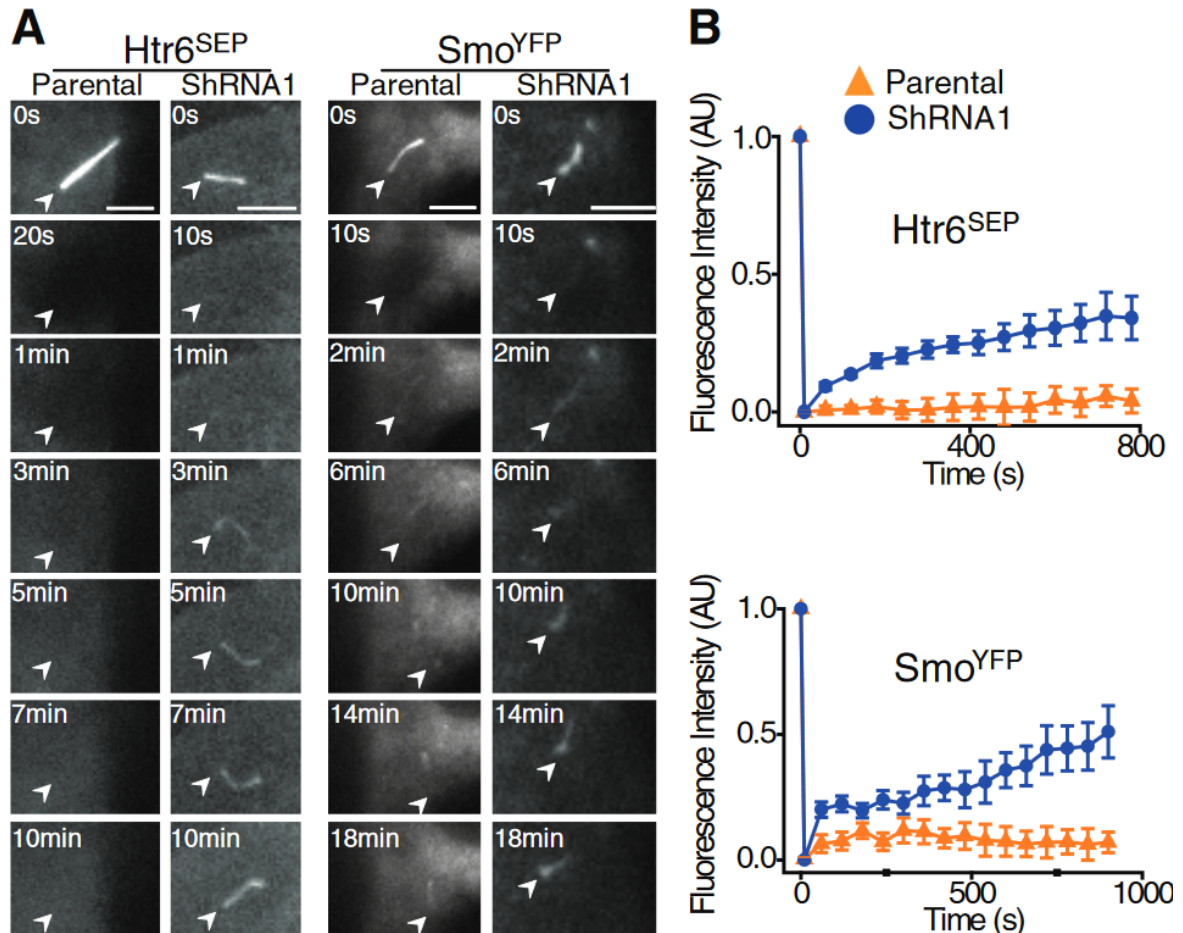 A
Htr6SEP
SmoYFP
Parental
ShRNA1
Parental
ShRNA1
0s
0s
0s
0s
20s
10s
10s
10s
1min
1min
2min
2min
3min
3min
6min
6min
5min
5min
10min
10min
7min
7min
14min
14min
10min
10min
18min
18min
B
Parental
ShRNA1
Fluorescence Intensity (AU)
1.0
0.5
0.0
Htr6SEP
0
400
800
Time (s)
Fluorescence Intensity (AU)
1.0
0.5
0.0
SmoYFP
0
500
1000
Time (s)